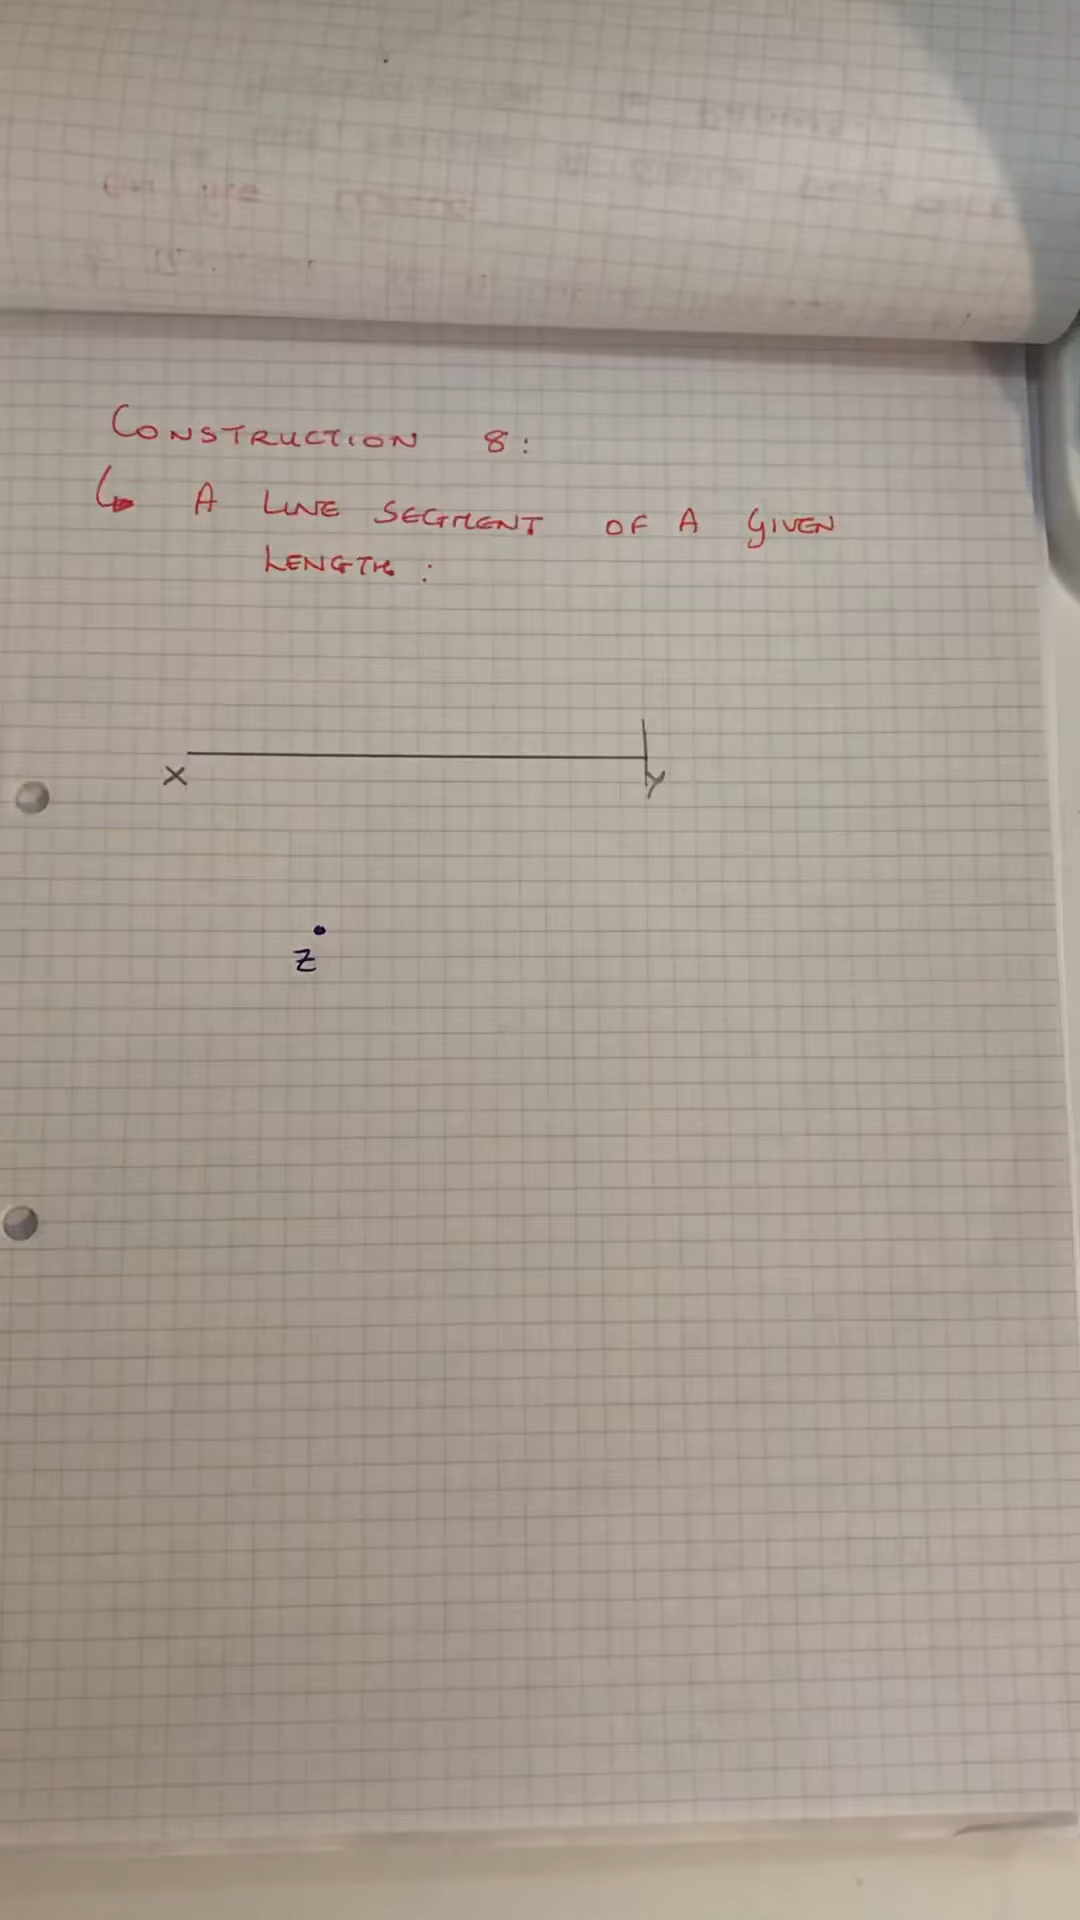 CONSTRUCTION 8:
↳ A LINE SEGMENT OF A GIVEN
LENGTH:
X
Y
Z